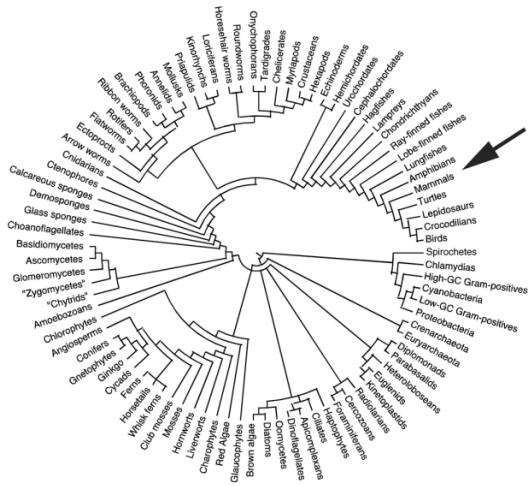 Arrow worms
Ectoprocts
Flatworms
Rotifers
Ribbon worms
Brachiopods
Phoronids
Annelids
Mollusks
Priapulids
Kinorhynchs
Loriciferans
Horesehair worms
Roundworms
Onychophorans
Tardigrades
Chelicerates
Myriapods
Crustaceans
Hexapods
Echinoderms
Hemichordates
Urochordates
Cephalochordates
Hagfishes
Lampreys
Chondrichthyan
Ray-finned fishes
Lobe-finned fishes
Lungfishes
Amphibians
Mammals
Turtles
Lepidosaurs
Crocodilians
Birds
Spirochetes
Chlamydias
High-GC Gram-positives
Cyanobacteria
Low-GC Gram-positives
Proteobacteria
Crenarchaeota
Euryarchaeota
Diplomonads
Parabasalids
Heteroloboseans
Euglenids
Kinetoplastids
Radiolarians
Cercozoans
Foraminiferans
Haptophytes
Ciliates
Apicomplexans
Dinoflagellates
Oomycetes
Diatoms
Brown algae
Glaucophytes
Red Algae
Charophytes
Liverworts
Hornworts
Mosses
Club mosses
Whisk ferns
Horsetails
Ferns
Cycads
Ginkgo
Gnetophytes
Conifers
Angiosperms
Chlorophytes
Amoebozoans
"Chytrids"
"Zygomycetes"
Glomeromycetes
Ascomycetes
Basidiomycetes
Choanoflagellates
Glass sponges
Demosponges
Calcareous sponges
Ctenophores
Cnidarians